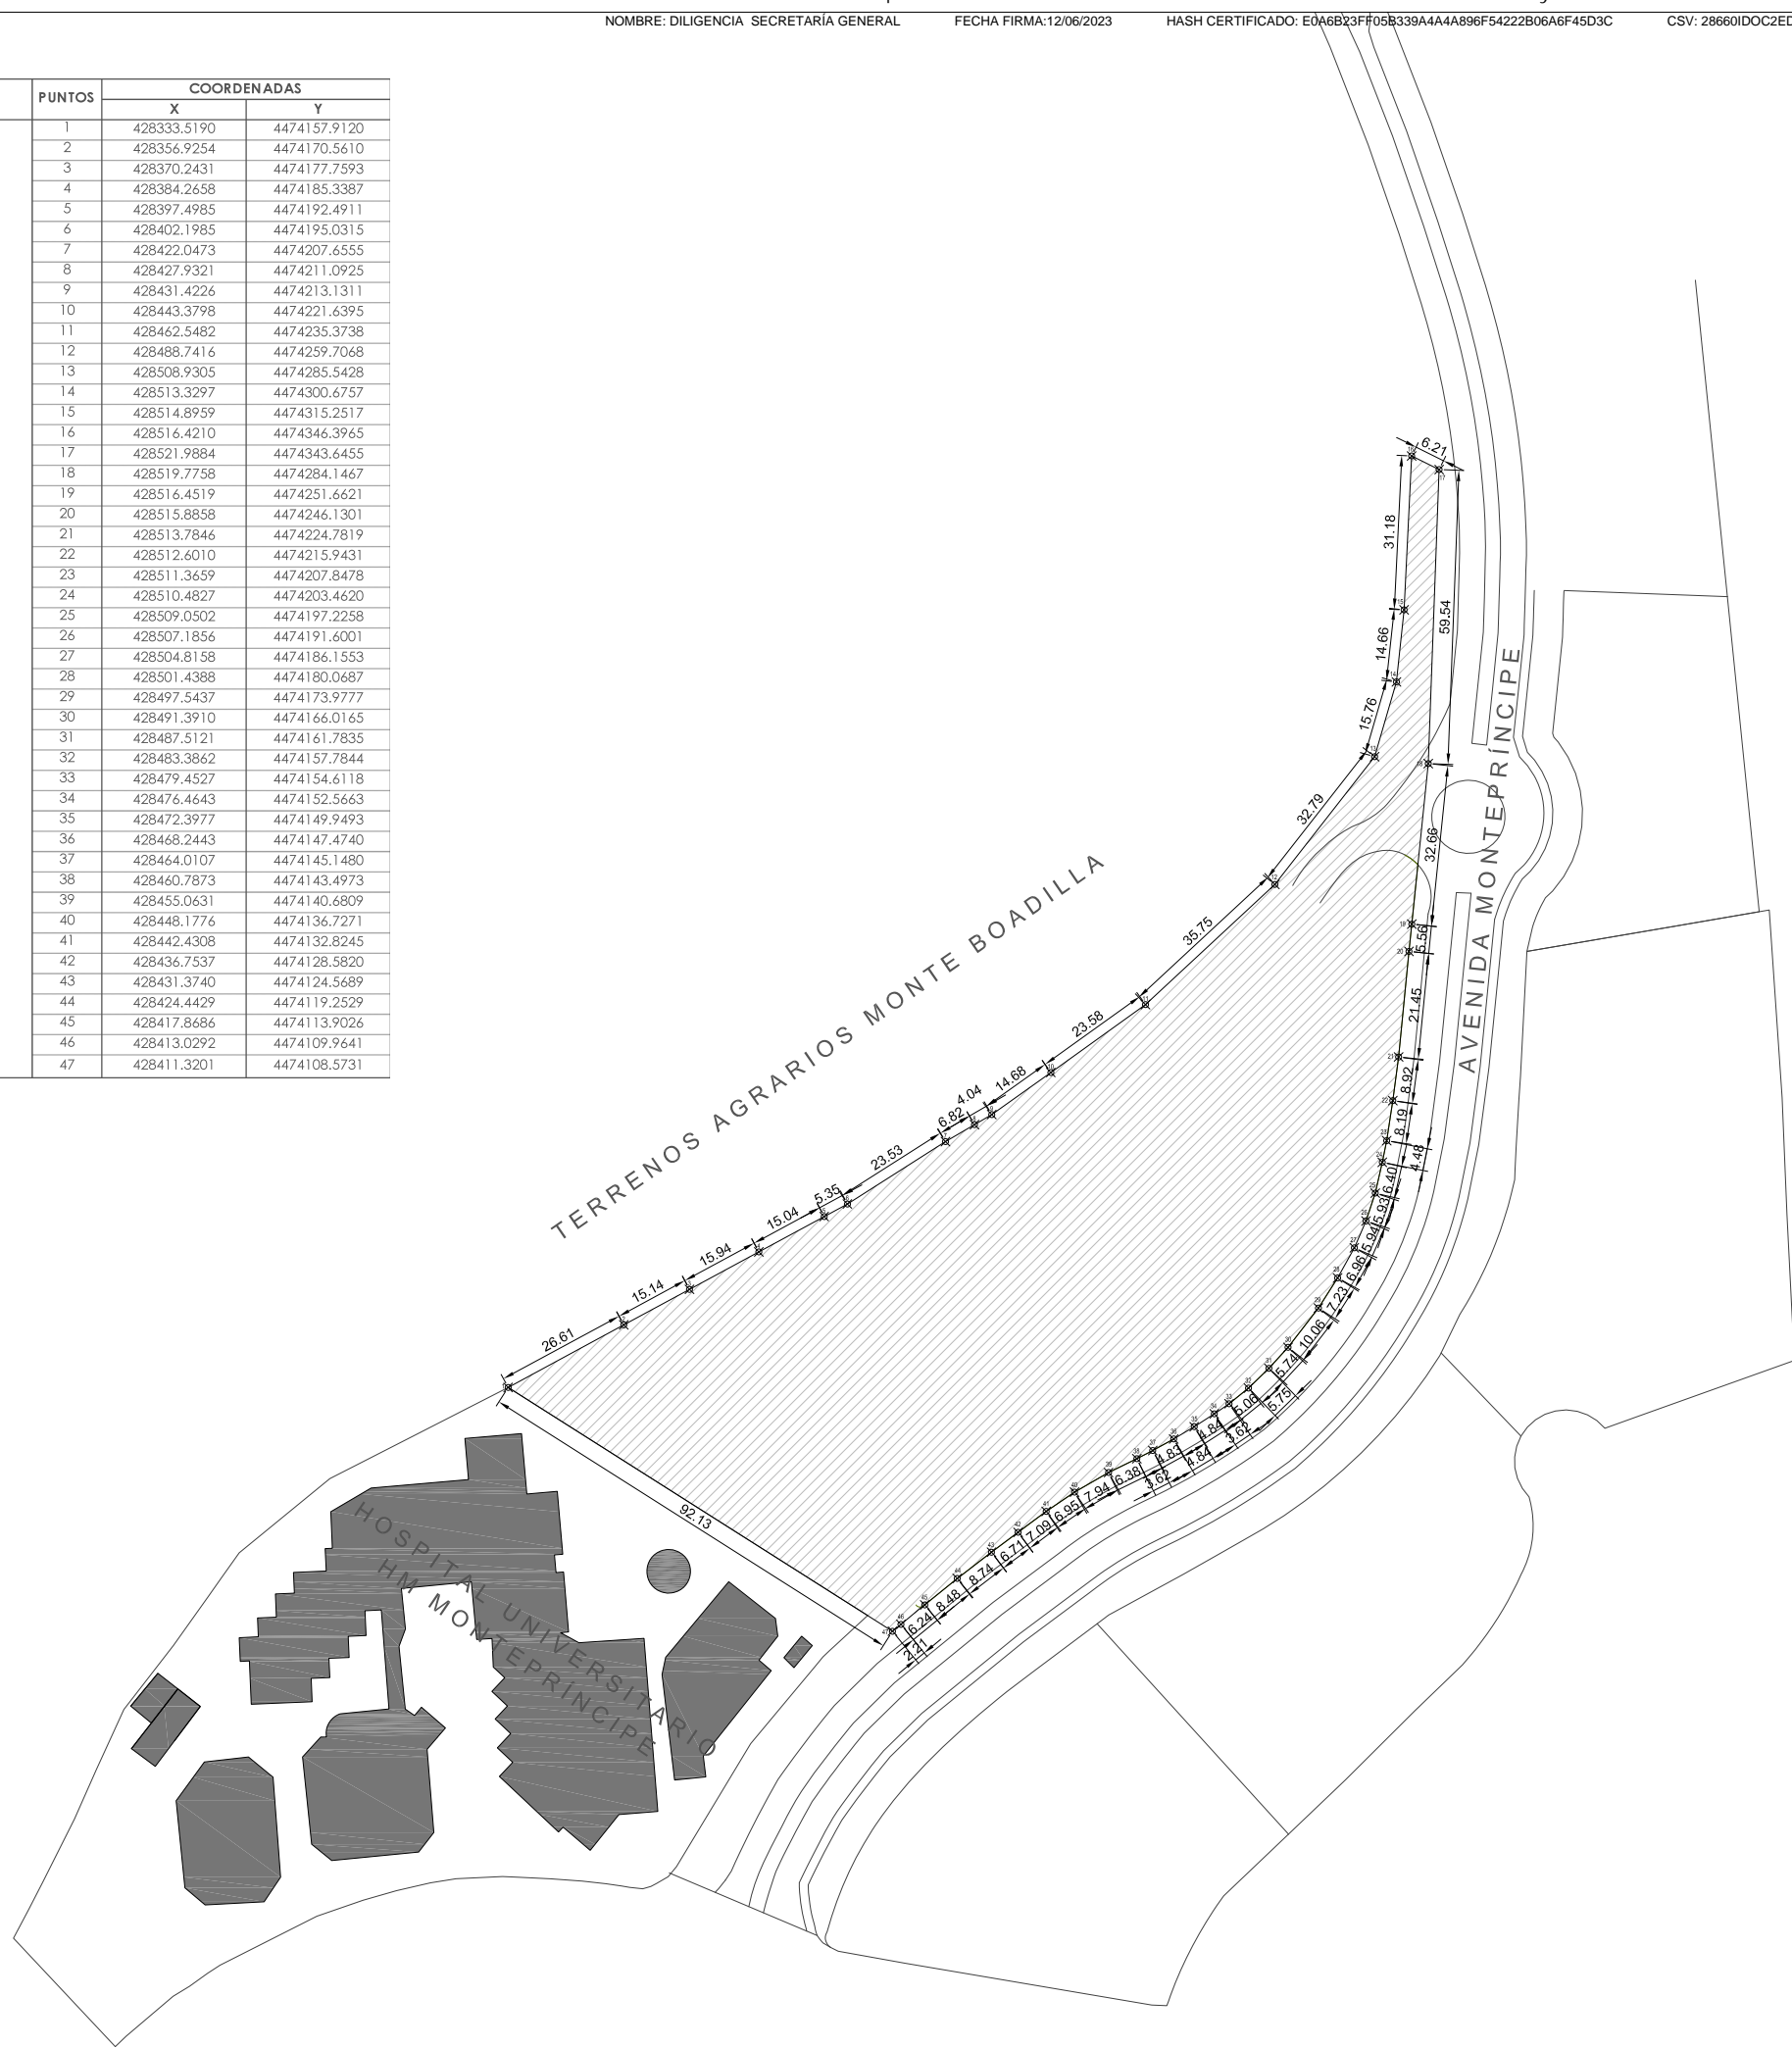 NOMBRE: DILIGENCIA SECRETARÍA GENERAL FECHA FIRMA:12/06/2023 HASH CERTIFICADO: E0A6B23FF05B339A4A4A896F54222B06A6F45D3C CSV: 28660IDOC2ED
PUNTOS COORDENADAS
X Y
1 428333.5190 4474157.9120
2 428356.9254 4474170.5610
3 428370.2431 4474177.7593
4 428384.2658 4474185.3387
5 428397.4985 4474192.4911
6 428402.1985 4474195.0315
7 428422.0473 4474207.6555
8 428427.9321 4474211.0925
9 428431.4226 4474213.1311
10 428443.3798 4474221.6395
11 428462.5482 4474235.3738
12 428488.7416 4474259.7068
13 428508.9305 4474285.5428
14 428513.3297 4474300.6757
15 428514.8959 4474315.2517
16 428516.4210 4474346.3965
17 428521.9884 4474343.6455
18 428519.7758 4474284.1467
19 428516.4519 4474251.6621
20 428515.8858 4474246.1301
21 428513.7846 4474224.7819
22 428512.6010 4474215.9431
23 428511.3659 4474207.8478
24 428510.4827 4474203.4620
25 428509.0502 4474197.2258
26 428507.1856 4474191.6001
27 428504.8158 4474186.1553
28 428501.4388 4474180.0687
29 428497.5437 4474173.9777
30 428491.3910 4474166.0165
31 428487.5121 4474161.7835
32 428483.3862 4474157.7844
33 428479.4527 4474154.6118
34 428476.4643 4474152.5663
35 428472.3977 4474149.9493
36 428468.2443 4474147.4740
37 428464.0107 4474145.1480
38 428460.7873 4474143.4973
39 428455.0631 4474140.6809
40 428448.1776 4474136.7271
41 428442.4308 4474132.8245
42 428436.7537 4474128.5820
43 428431.3740 4474124.5689
44 428424.4429 4474119.2529
45 428417.8686 4474113.9026
46 428413.0292 4474109.9641
47 428411.3201 4474108.5731
TERRENOS AGRARIOS MONTE BOADILLA
AVENIDA MONTEPRÍNCIPE
HOSPITAL UNIVERSITARIO
HM MONTEPRÍNCIPE
26.61
15.14
15.94
15.04
5.35
23.53
6.82
4.04
14.68
23.58
35.75
32.79
15.76
14.66
31.18
6.21
59.54
32.66
5.56
21.45
8.92
8.19
4.48
6.40
5.93
5.94
6.96
7.23
10.06
5.74
5.75
5.06
3.62
4.84
4.84
4.83
3.62
6.38
7.94
6.95
7.09
6.71
8.74
8.48
6.24
2.21
92.13